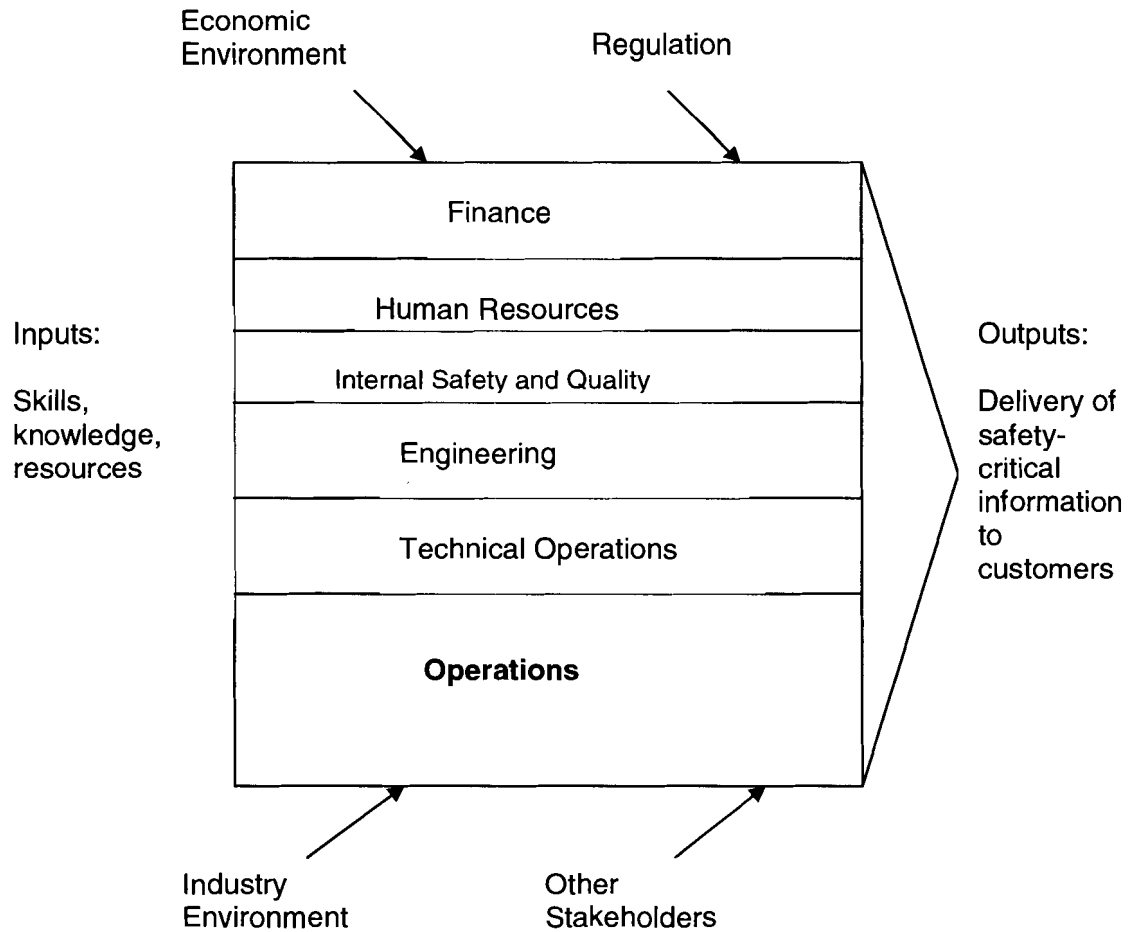 Economic
Environment
Regulation
Finance
Human Resources
Internal Safety and Quality
Engineering
Technical Operations
Operations
Inputs:
Skills,
knowledge,
resources
Outputs:
Delivery of
safety-
critical
information
to
customers
Industry
Environment
Other
Stakeholders